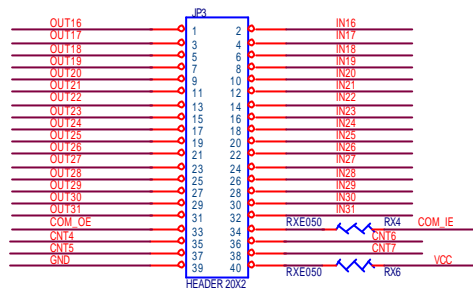 JP3
OUT16 1 2 IN16
OUT17 3 4 IN17
OUT18 5 6 IN18
OUT19 7 8 IN19
OUT20 9 10 IN20
OUT21 11 12 IN21
OUT22 13 14 IN22
OUT23 15 16 IN23
OUT24 17 18 IN24
OUT25 19 20 IN25
OUT26 21 22 IN26
OUT27 23 24 IN27
OUT28 25 26 IN28
OUT29 27 28 IN29
OUT30 29 30 IN30
OUT31 31 32 IN31
COM_OE 33 34 RXE050 RX4 COM_IE
CNT4 35 36 CNT6
CNT5 37 38 CNT7
GND 39 40 RXE050 RX6 VCC
HEADER 20X2